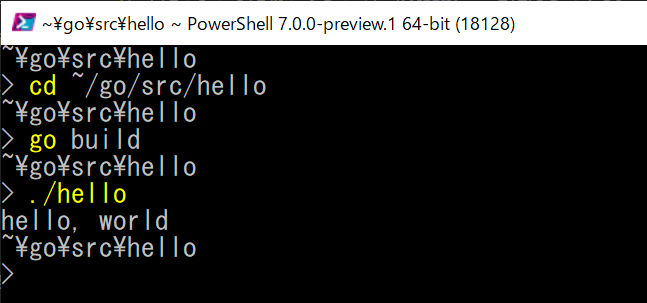 ~¥go¥src¥hello ~ PowerShell 7.0.0-preview.1 64-bit (18128)
~¥go¥src¥hello
> cd ~/go/src/hello
~¥go¥src¥hello
> go build
~¥go¥src¥hello
> ./hello
hello, world
~¥go¥src¥hello
>